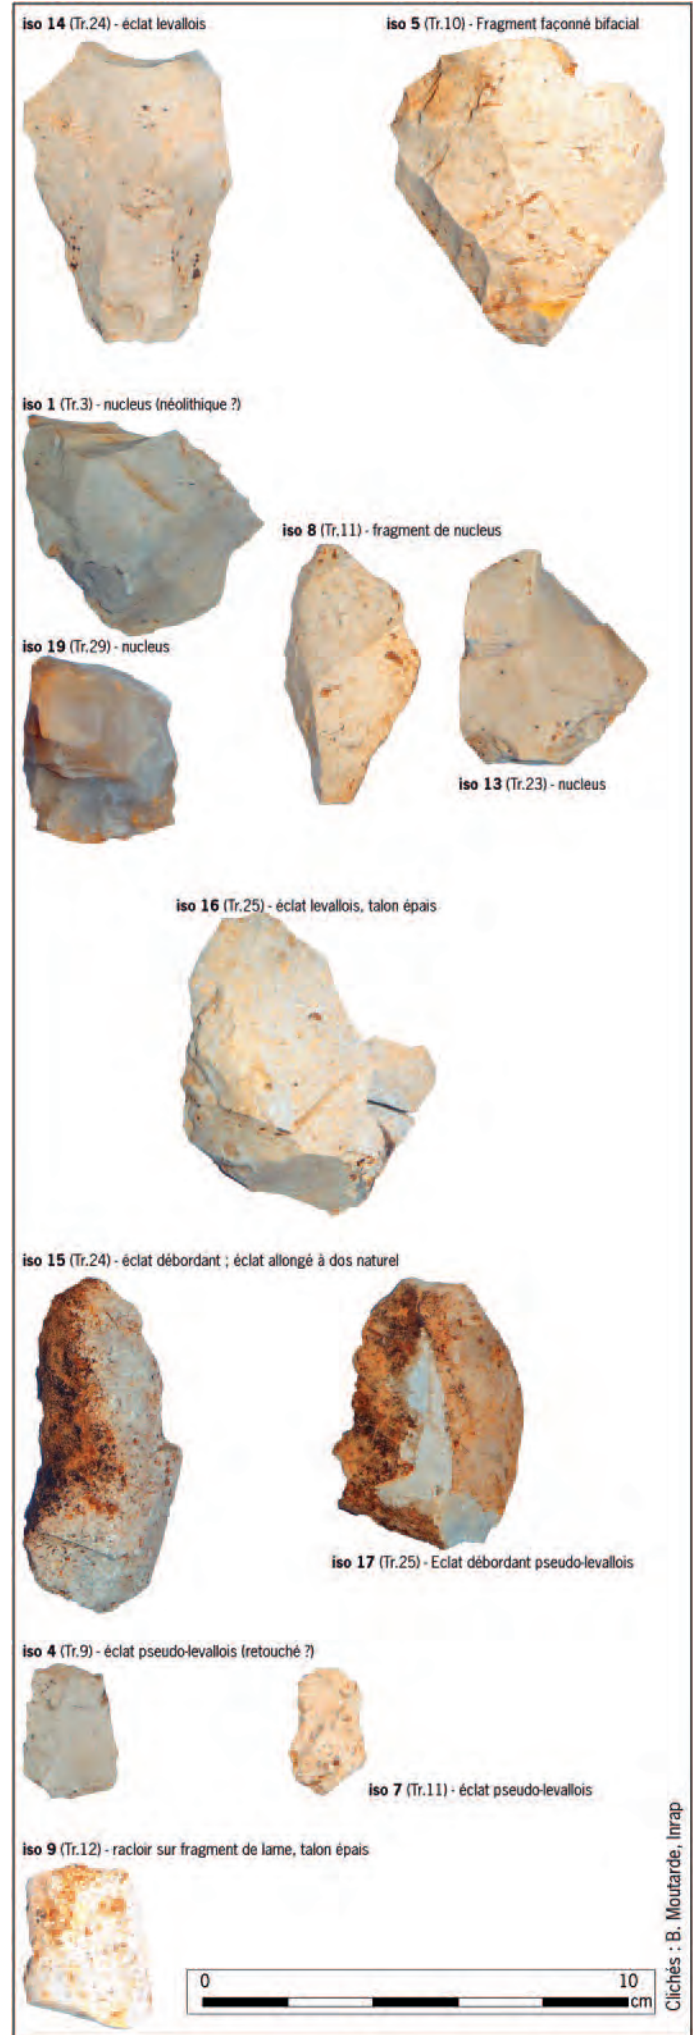 iso 14 (Tr.24) - éclat levallois
iso 5 (Tr.10) - Fragment façonné bifacial
iso 1 (Tr.3) - nucleus (néolithique ?)
iso 8 (Tr.11) - fragment de nucleus
iso 19 (Tr.29) - nucleus
iso 13 (Tr.23) - nucleus
iso 16 (Tr.25) - éclat levallois, talon épais
iso 15 (Tr.24) - éclat débordant ; éclat allongé à dos naturel
iso 17 (Tr.25) - Eclat débordant pseudo-levallois
iso 4 (Tr.9) - éclat pseudo-levallois (retouché ?)
iso 7 (Tr.11) - éclat pseudo-levallois
iso 9 (Tr.12) - racloir sur fragment de lame, talon épais
0 10
cm
Clichés : B. Moutarde, Inrap